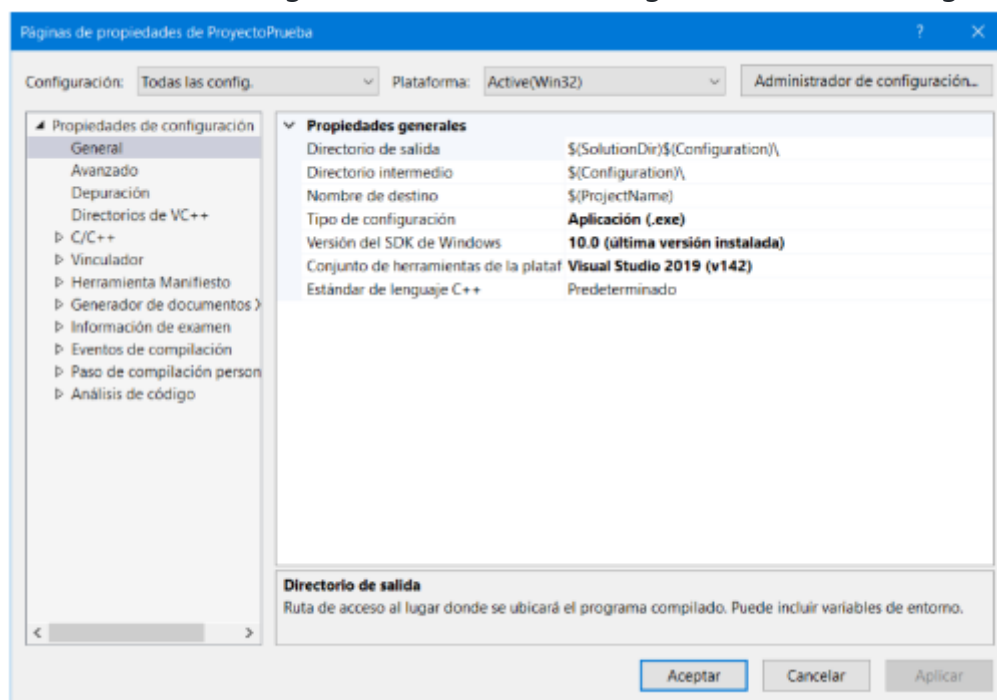 Páginas de propiedades de ProyectoPrueba ? ×
Configuración: Todas las config. Plataforma: Active(Win32) Administrador de configuración...
Propiedades de configuración
General
Avanzado
Depuración
Directorios de VC++
C/C++
Vinculador
Herramienta Manifiesto
Generador de documentos X
Información de examen
Eventos de compilación
Paso de compilación person
Análisis de código
Propiedades generales
Directorio de salida $(SolutionDir)$(Configuration)\
Directorio intermedio $(Configuration)\
Nombre de destino $(ProjectName)
Tipo de configuración Aplicación (.exe)
Versión del SDK de Windows 10.0 (última versión instalada)
Conjunto de herramientas de la plataf Visual Studio 2019 (v142)
Estándar de lenguaje C++ Predeterminado
Directorio de salida
Ruta de acceso al lugar donde se ubicará el programa compilado. Puede incluir variables de entorno.
Aceptar Cancelar Aplicar